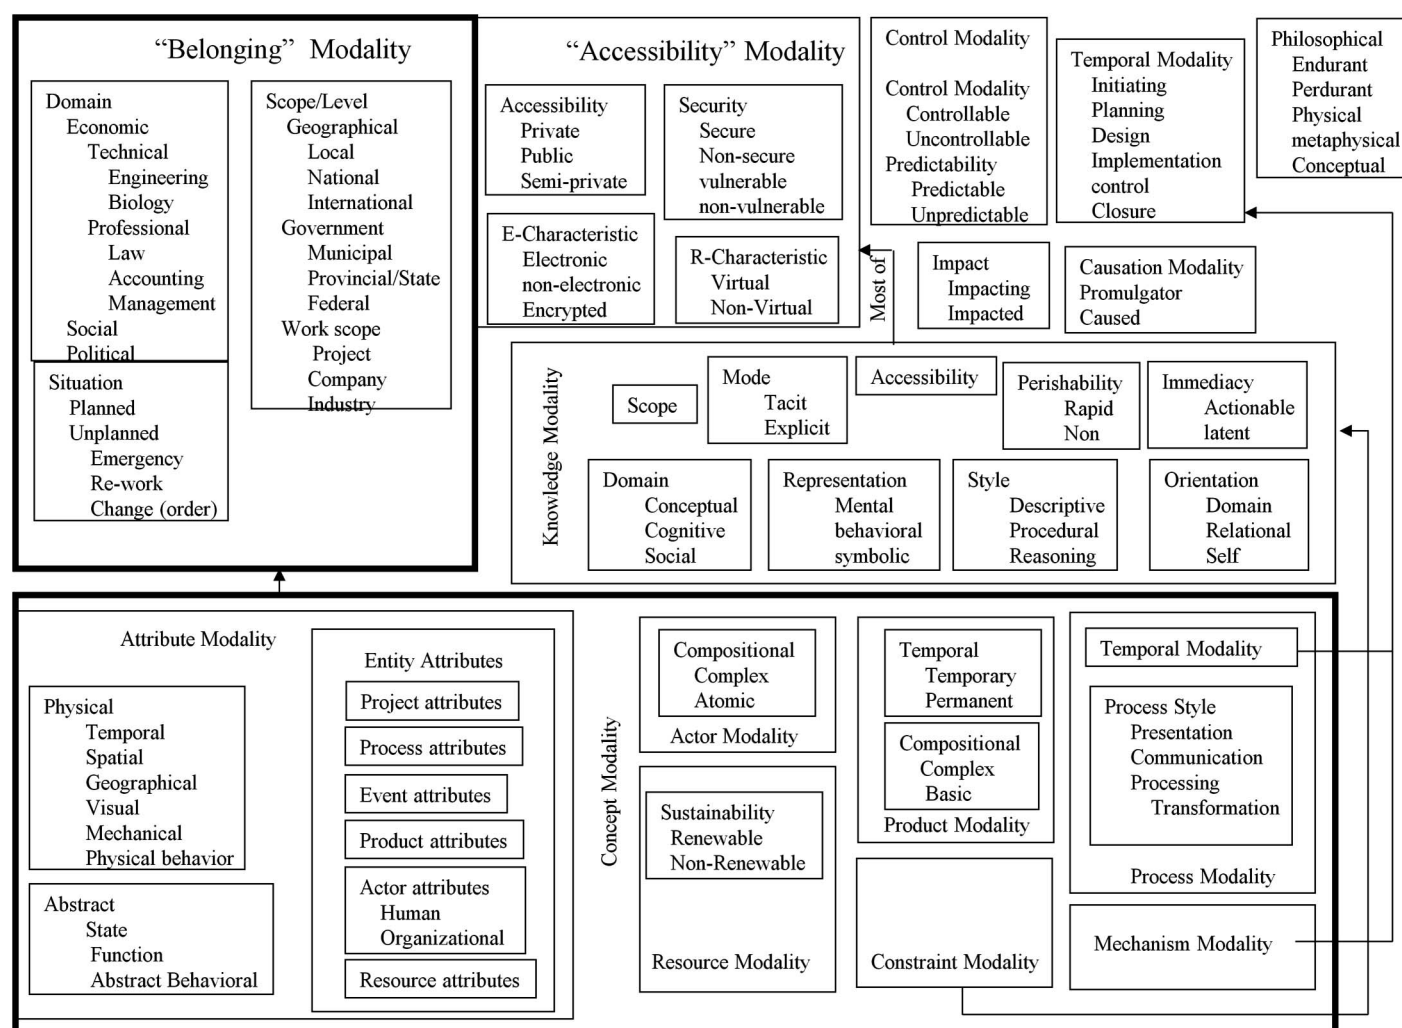 “Belonging” Modality
Domain
Economic
Technical
Engineering
Biology
Professional
Law
Accounting
Management
Social
Political
Situation
Planned
Unplanned
Emergency
Re-work
Change (order)
Scope/Level
Geographical
Local
National
International
Government
Municipal
Provincial/State
Federal
Work scope
Project
Company
Industry
“Accessibility” Modality
Accessibility
Private
Public
Semi-private
Security
Secure
Non-secure
vulnerable
non-vulnerable
E-Characteristic
Electronic
non-electronic
Encrypted
R-Characteristic
Virtual
Non-Virtual
Most of
Control Modality
Control Modality
Controllable
Uncontrollable
Predictability
Predictable
Unpredictable
Temporal Modality
Initiating
Planning
Design
Implementation
control
Closure
Philosophical
Endurant
Perdurant
Physical
metaphysical
Conceptual
Impact
Impacting
Impacted
Causation Modality
Promulgator
Caused
Knowledge Modality
Scope
Mode
Tacit
Explicit
Accessibility
Perishability
Rapid
Non
Immediacy
Actionable
latent
Domain
Conceptual
Cognitive
Social
Representation
Mental
behavioral
symbolic
Style
Descriptive
Procedural
Reasoning
Orientation
Domain
Relational
Self
Attribute Modality
Physical
Temporal
Spatial
Geographical
Visual
Mechanical
Physical behavior
Abstract
State
Function
Abstract Behavioral
Entity Attributes
Project attributes
Process attributes
Event attributes
Product attributes
Actor attributes
Human
Organizational
Resource attributes
Concept Modality
Compositional
Complex
Atomic
Actor Modality
Sustainability
Renewable
Non-Renewable
Resource Modality
Temporal
Temporary
Permanent
Compositional
Complex
Basic
Product Modality
Constraint Modality
Temporal Modality
Process Style
Presentation
Communication
Processing
Transformation
Process Modality
Mechanism Modality